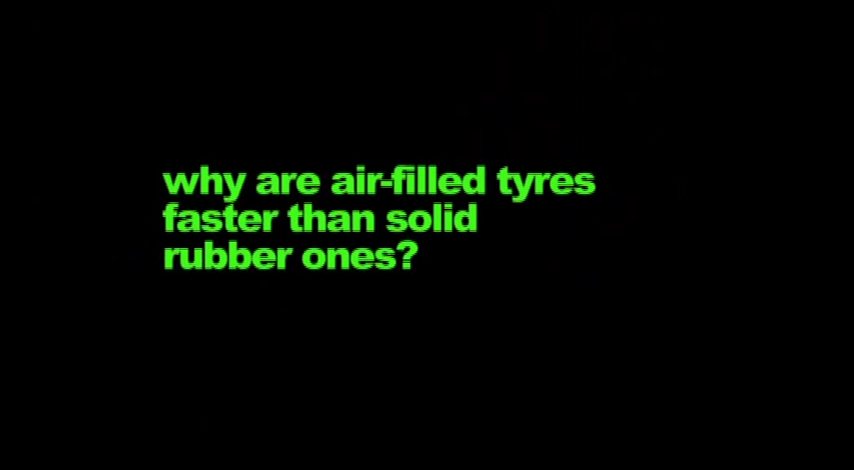 why are air-filled tyres
faster than solid
rubber ones?